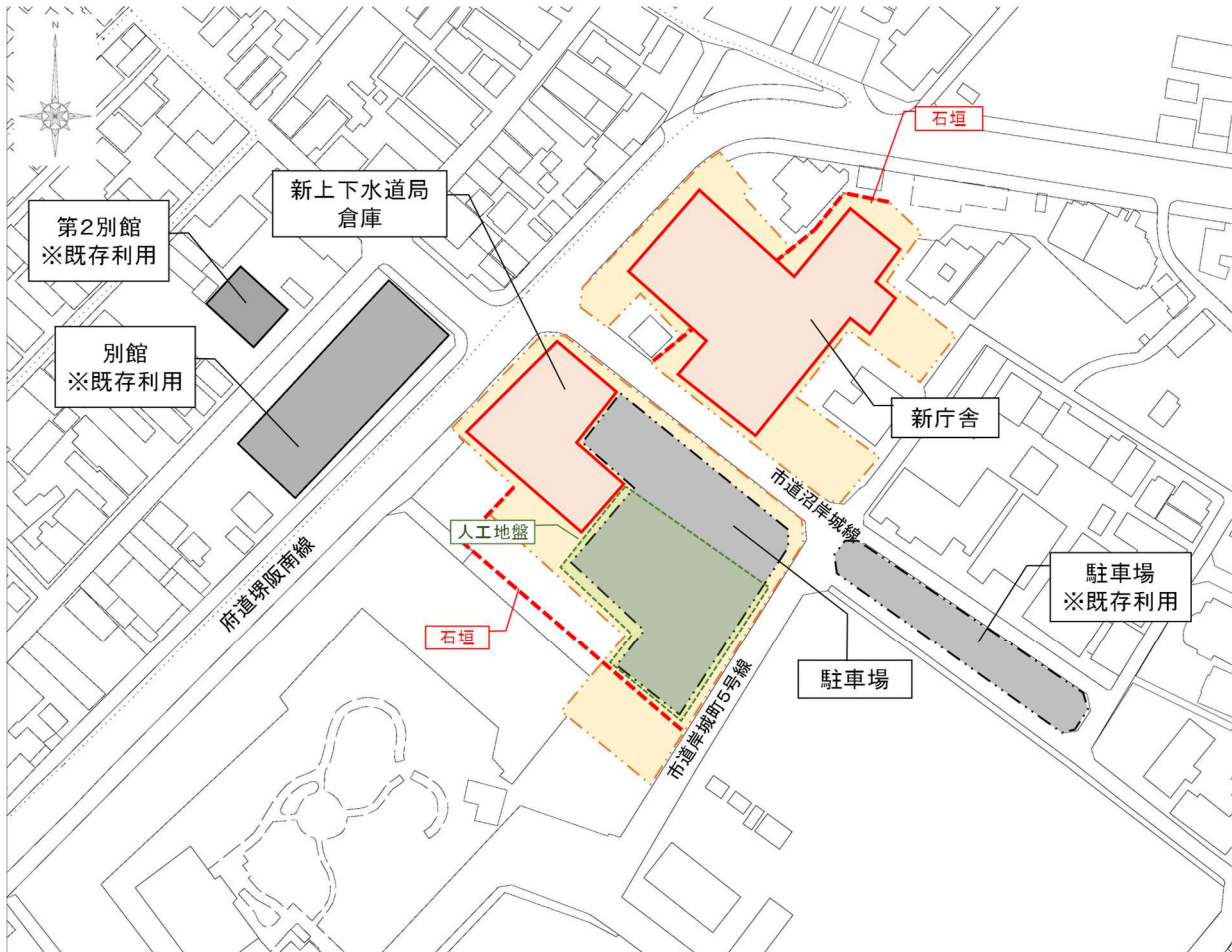 N
石垣
新上下水道局
倉庫
第2別館
※既存利用
別館
※既存利用
新庁舎
市道沼岸城線
人工地盤
府道堺阪南線
石垣
駐車場
※既存利用
駐車場
市道岸城町5号線